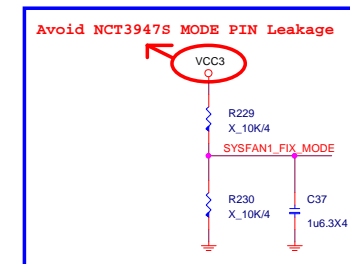 Avoid NCT3947S MODE PIN Leakage
VCC3
R229
X_10K/4
SYSFAN1_FIX_MODE
R230
X_10K/4
C37
1u6.3X4